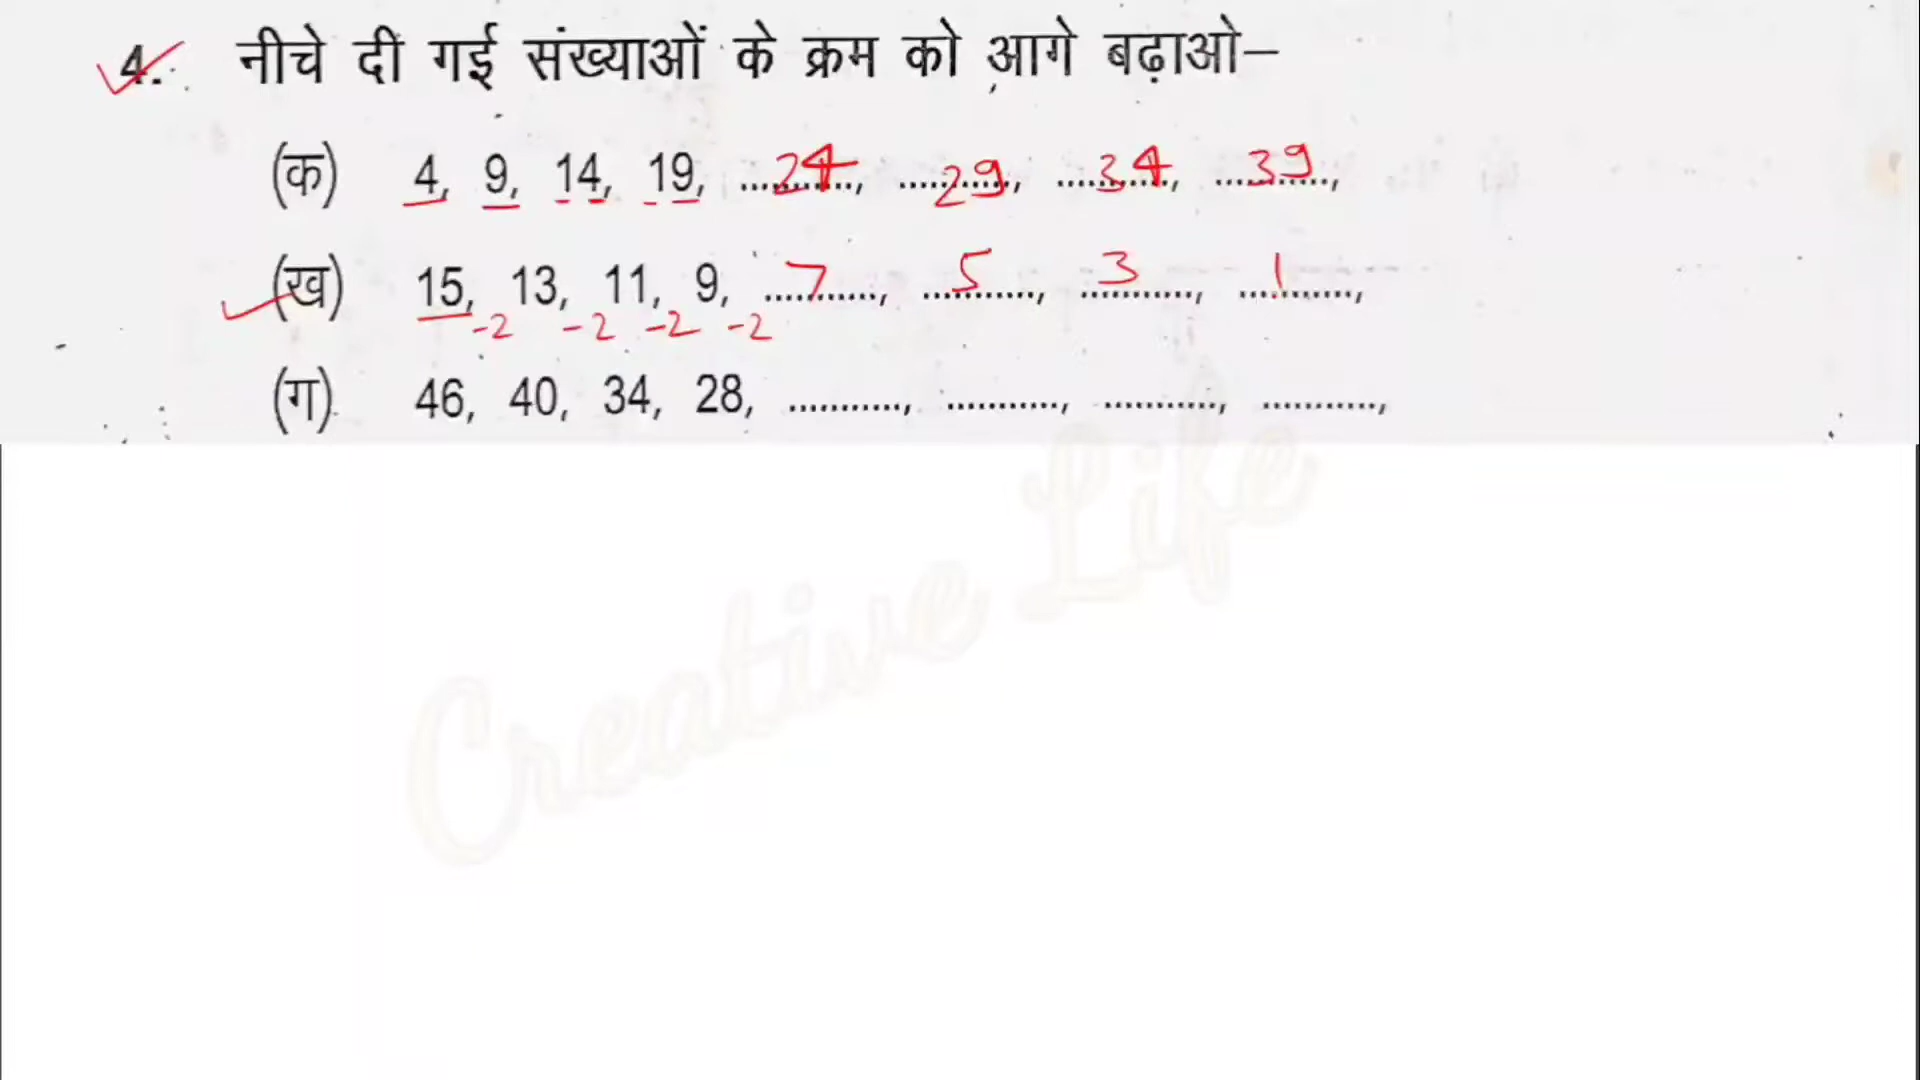 4. नीचे दी गई संख्याओं के क्रम को आगे बढ़ाओ–
(क) 4, 9, 14, 19, ....24...., ....29...., ....34...., ....39....,
(ख) 15, 13, 11, 9, ....7...., ....5...., ....3...., ....1....,
-2 -2 -2 -2
(ग) 46, 40, 34, 28, ..........., ..........., ..........., ...........,
Creative Life